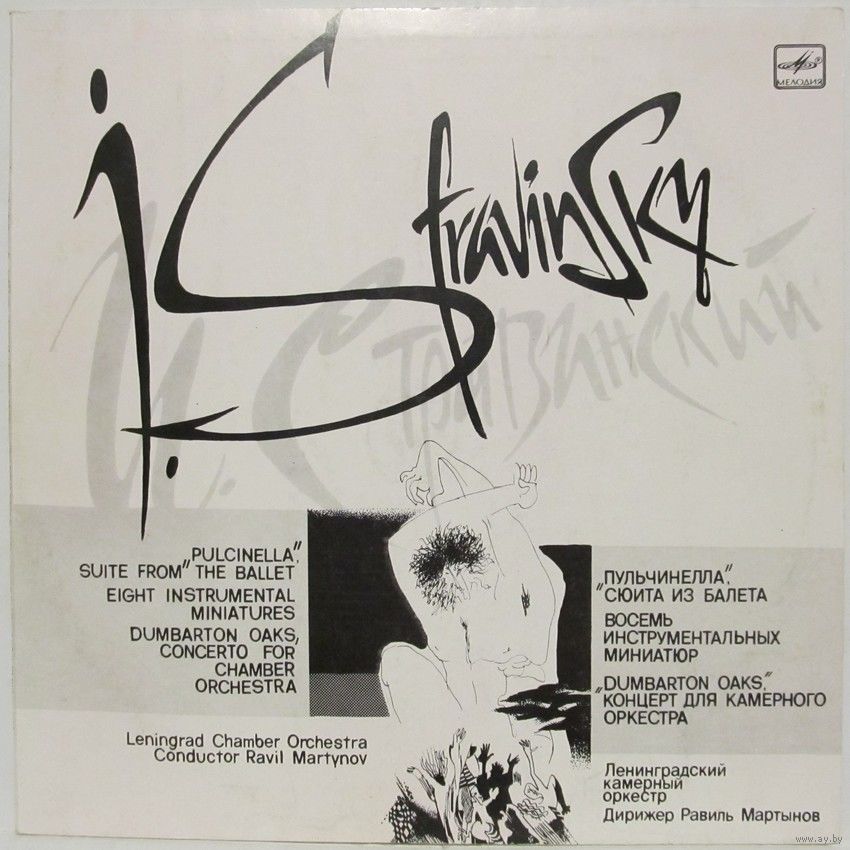 МЕЛОДИЯ
I. Stravinsky
И. Стравинский
"PULCINELLA",
SUITE FROM THE BALLET
EIGHT INSTRUMENTAL
MINIATURES
DUMBARTON OAKS,
CONCERTO FOR
CHAMBER
ORCHESTRA
Leningrad Chamber Orchestra
Conductor Ravil Martynov
"ПУЛЬЧИНЕЛЛА",
СЮИТА ИЗ БАЛЕТА
ВОСЕМЬ
ИНСТРУМЕНТАЛЬНЫХ
МИНИАТЮР
"DUMBARTON OAKS",
КОНЦЕРТ ДЛЯ КАМЕРНОГО
ОРКЕСТРА
Ленинградский
камерный
оркестр
Дирижер Равиль Мартынов
www.ay.by